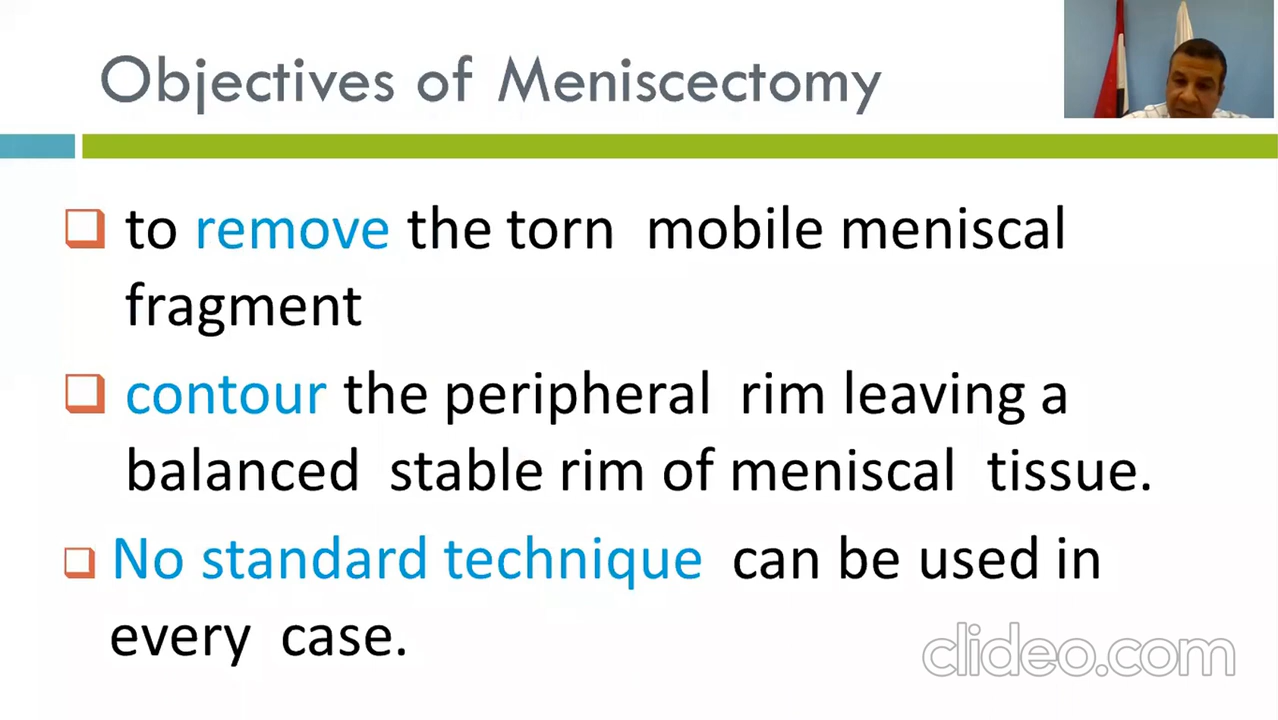 Objectives of Meniscectomy
to remove the torn mobile meniscal
fragment
contour the peripheral rim leaving a
balanced stable rim of meniscal tissue.
No standard technique can be used in
every case.
clideo.com